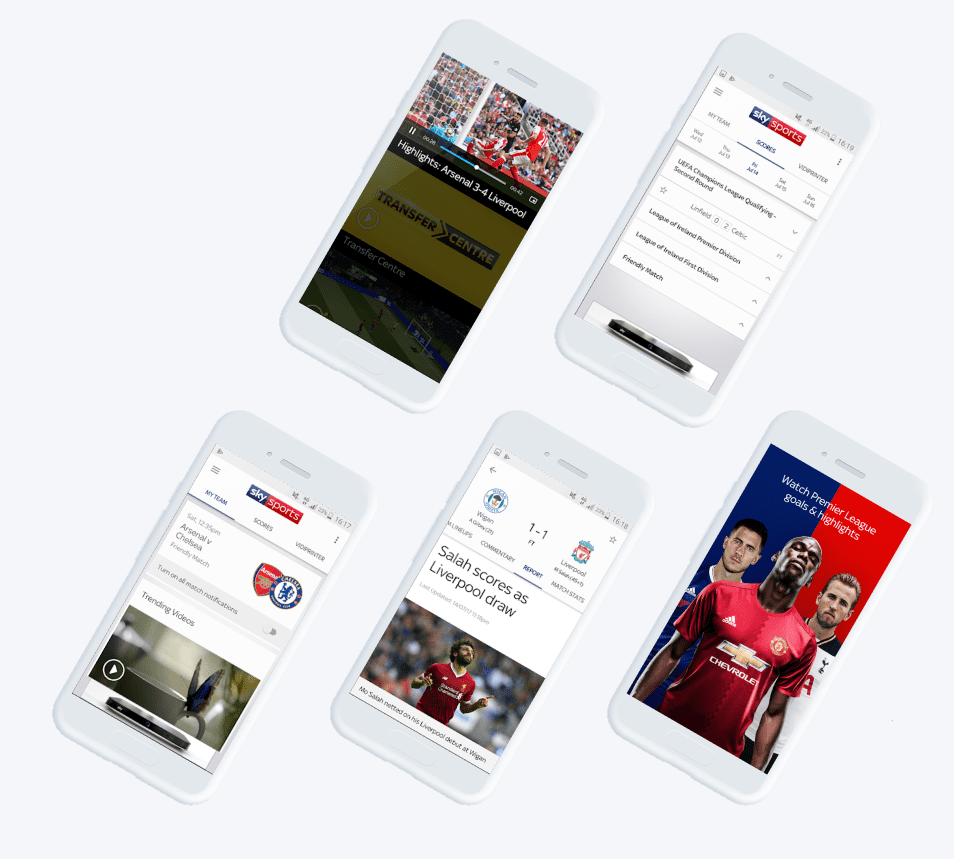 00:26
00:42
Highlights: Arsenal 3-4 Liverpool
TRANSFER CENTRE
Transfer Centre
4G 22% 16:19
sky sports
MY TEAM
SCORES
VIDIPRINTER
Wed
Jul 12
Thu
Jul 13
Fri
Jul 14
Sat
Jul 15
Sun
Jul 16
UEFA Champions League Qualifying -
Second Round
Linfield 0 2 Celtic
FT
League of Ireland Premier Division
League of Ireland First Division
Friendly Match
16:17
sky sports
MY TEAM
SCORES
VIDIPRINTER
Sat, 12:35pm
Arsenal v
Chelsea
Friendly Match
Turn on all match notifications
Trending Videos
16:18
Wigan
1-1
FT
Liverpool
LINEUPS
COMMENTARY
REPORT
MATCH STATS
Salah scores as
Liverpool draw
Last Updated: 14/07/17
Mo Salah netted on his Liverpool debut at Wigan
Watch Premier League
goals & highlights
adidas
CHEVROLET